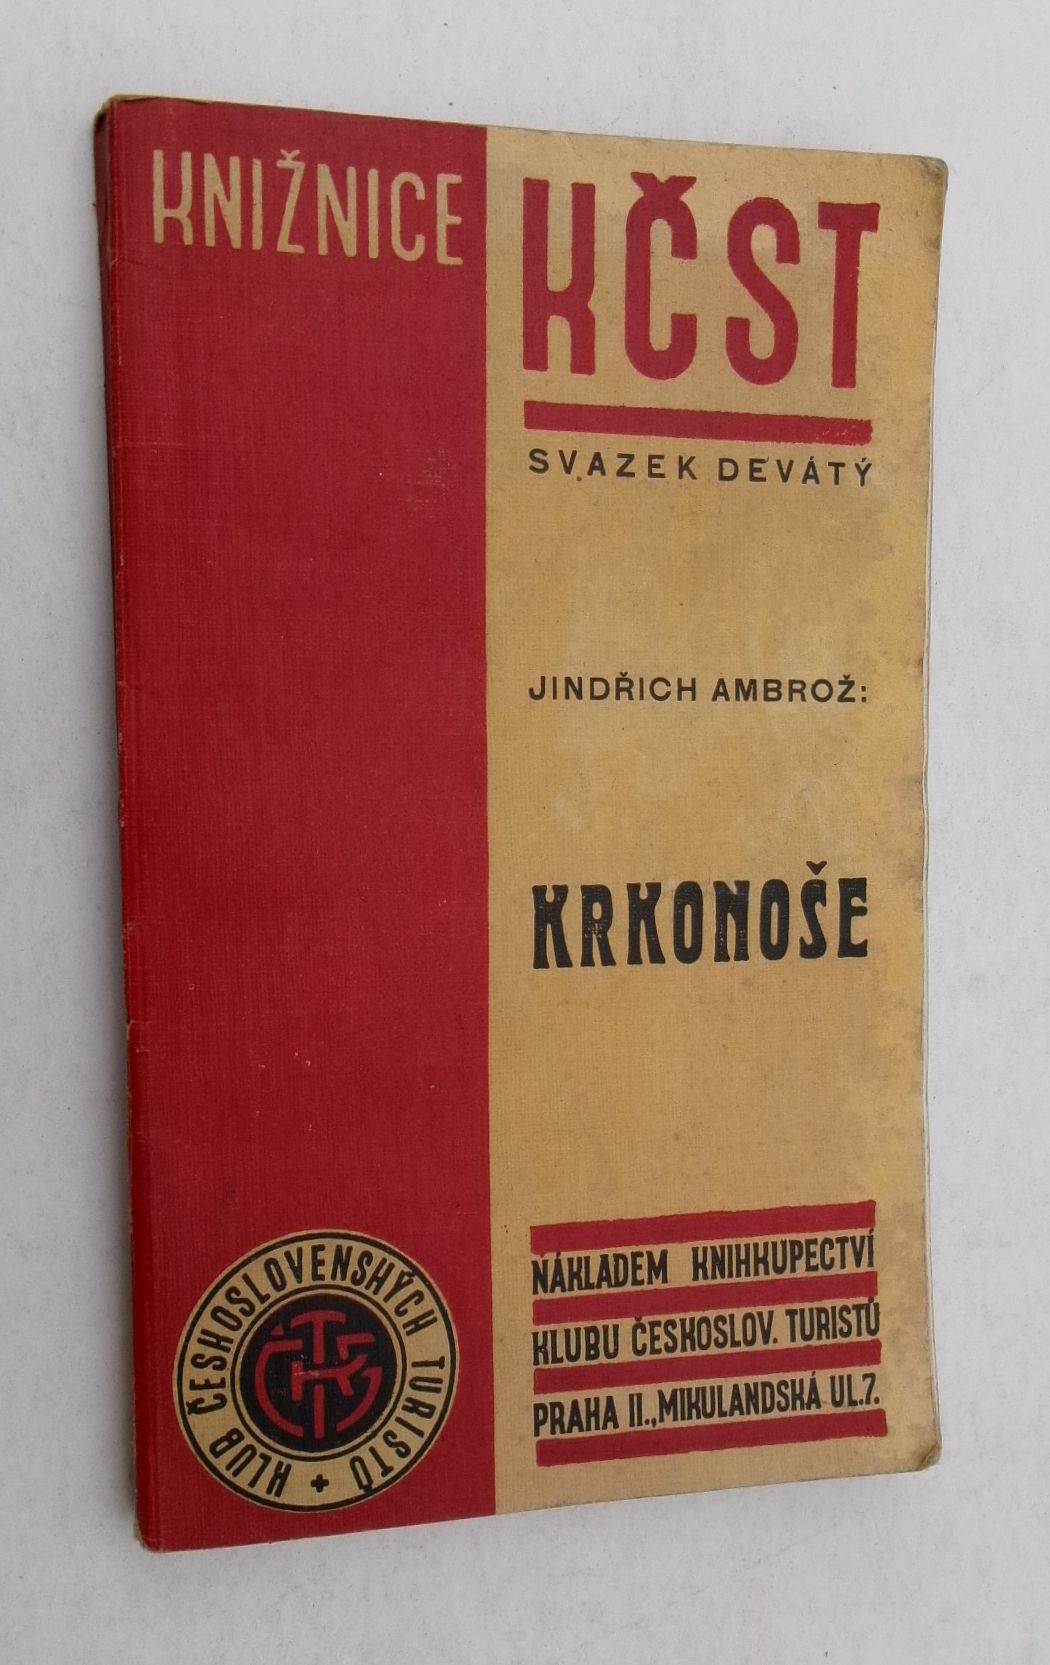 KNIŽNICE
KČST
SVAZEK DEVÁTÝ
JINDŘICH AMBROŽ:
KRKONOŠE
NÁKLADEM KNIHKUPECTVÍ
KLUBU ČESKOSLOV. TURISTŮ
PRAHA II., MIKULANDSKÁ UL.7.
KLUB ČESKOSLOVENSKÝCH TURISTŮ +
KČST